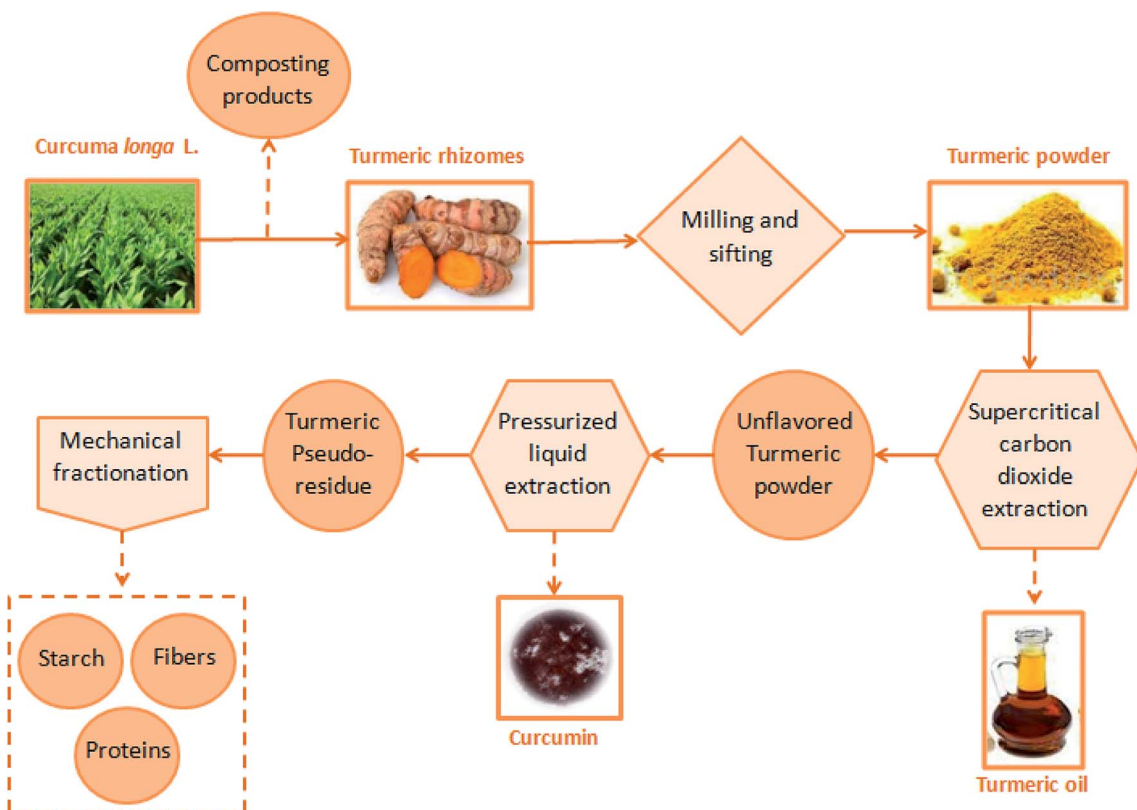 Composting
products
Curcuma longa L.
Turmeric rhizomes
Turmeric powder
Milling and
sifting
Supercritical
carbon
dioxide
extraction
Unflavored
Turmeric
powder
Pressurized
liquid
extraction
Turmeric
Pseudo-
residue
Mechanical
fractionation
Starch
Fibers
Proteins
Curcumin
Turmeric oil